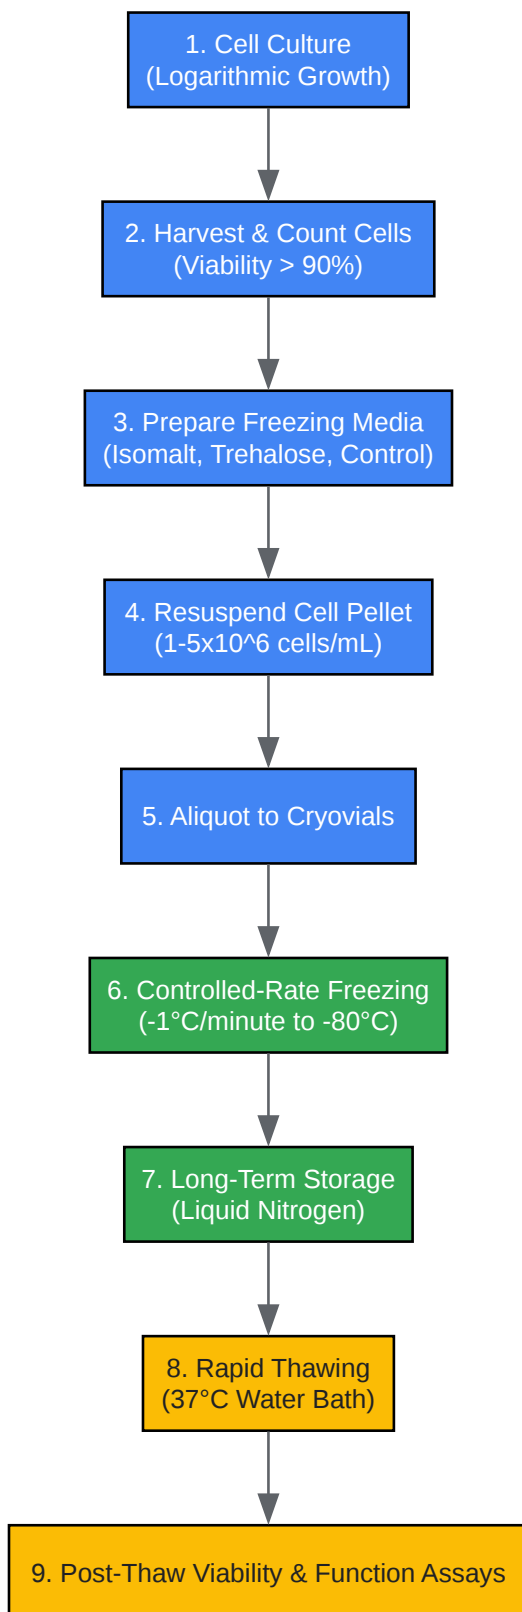 1. Cell Culture
(Logarithmic Growth)
2. Harvest & Count Cells
(Viability > 90%)
3. Prepare Freezing Media
(Isomalt, Trehalose, Control)
4. Resuspend Cell Pellet
(1-5x10^6 cells/mL)
5. Aliquot to Cryovials
6. Controlled-Rate Freezing
(-1°C/minute to -80°C)
7. Long-Term Storage
(Liquid Nitrogen)
8. Rapid Thawing
(37°C Water Bath)
9. Post-Thaw Viability & Function Assays